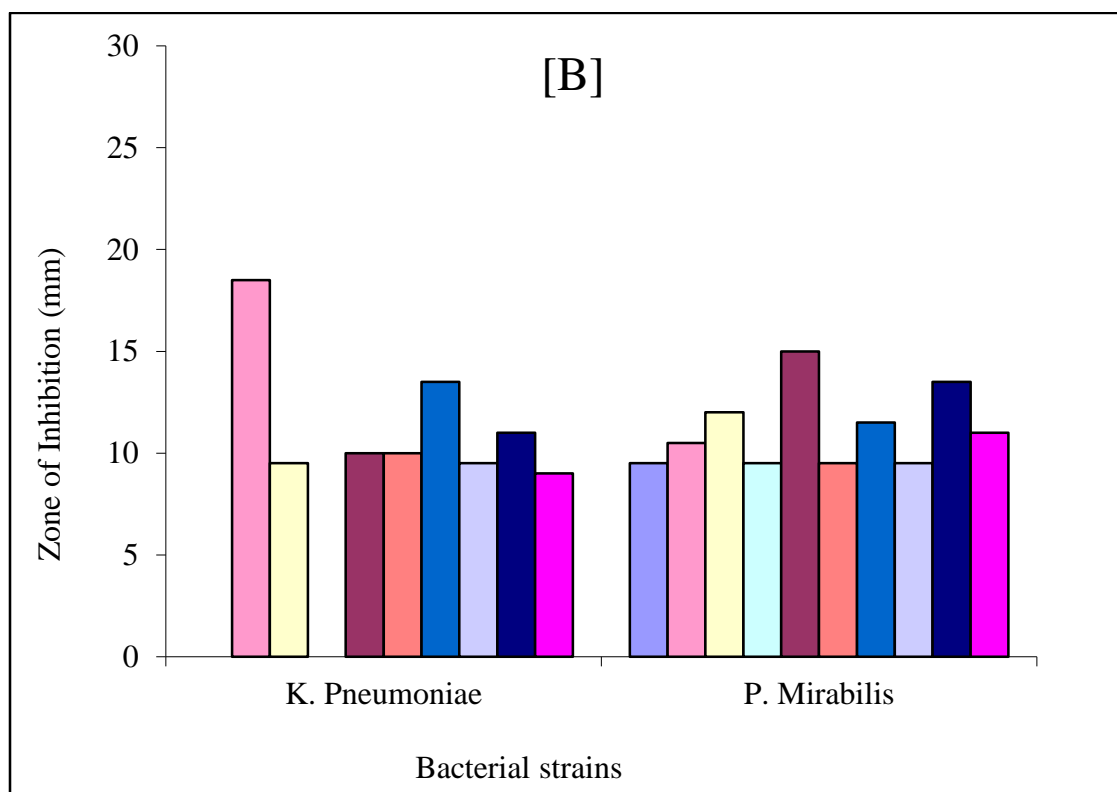 [B]
30
25
20
15
10
5
0
Zone of Inhibition (mm)
K. Pneumoniae
P. Mirabilis
Bacterial strains